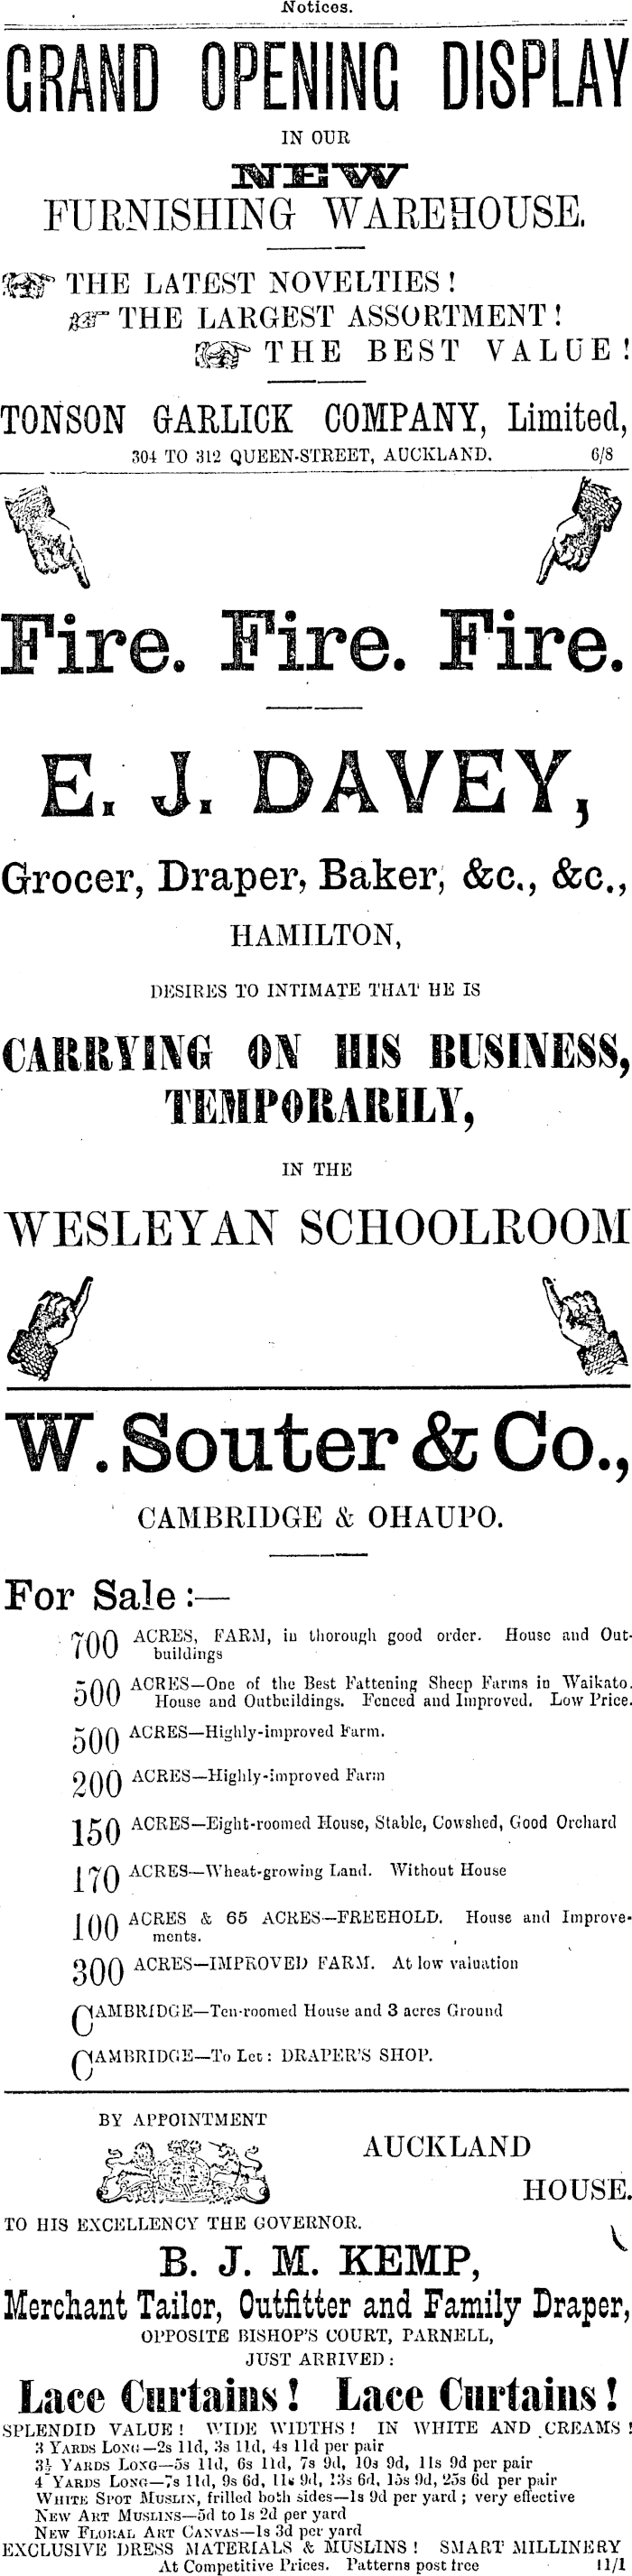 Notices.
GRAND OPENING DISPLAY
IN OUR
NEW
FURNISHING WAREHOUSE.
THE LATEST NOVELTIES!
THE LARGEST ASSORTMENT!
THE BEST VALUE!
TONSON GARLICK COMPANY, Limited,
304 TO 312 QUEEN-STREET, AUCKLAND. 6/8
Fire. Fire. Fire.
E. J. DAVEY,
Grocer, Draper, Baker, &c., &c.,
HAMILTON,
DESIRES TO INTIMATE THAT HE IS
CARRYING ON HIS BUSINESS,
TEMPORARILY,
IN THE
WESLEYAN SCHOOLROOM
W. Souter & Co.,
CAMBRIDGE & OHAUPO.
For Sale:—
700 ACRES, FARM, in thorough good order. House and Out-
buildings
500 ACRES—One of the Best Fattening Sheep Farms in Waikato.
House and Outbuildings. Fenced and Improved. Low Price.
500 ACRES—Highly-improved Farm.
200 ACRES—Highly-improved Farm
150 ACRES—Eight-roomed House, Stable, Cowshed, Good Orchard
170 ACRES—Wheat-growing Land. Without House
100 ACRES & 65 ACRES—FREEHOLD. House and Improve-
ments.
300 ACRES—IMPROVED FARM. At low valuation
CAMBRIDGE—Ten-roomed House and 3 acres Ground
CAMBRIDGE—To Let: DRAPER'S SHOP.
BY APPOINTMENT
AUCKLAND
HOUSE.
TO HIS EXCELLENCY THE GOVERNOR.
B. J. M. KEMP,
Merchant Tailor, Outfitter and Family Draper,
OPPOSITE BISHOP'S COURT, PARNELL,
JUST ARRIVED:
Lace Curtains! Lace Curtains!
SPLENDID VALUE! WIDE WIDTHS! IN WHITE AND CREAMS!
3 YARDS LONG—2s 11d, 3s 11d, 4s 11d per pair
3½ YARDS LONG—5s 11d, 6s 11d, 7s 9d, 10s 9d, 11s 9d per pair
4 YARDS LONG—7s 11d, 9s 6d, 11s 9d, 13s 6d, 15s 9d, 25s 6d per pair
WHITE SPOT MUSLIN, frilled both sides—1s 9d per yard; very effective
NEW ART MUSLINS—5d to 1s 2d per yard
NEW FLORAL ART CANVAS—1s 3d per yard
EXCLUSIVE DRESS MATERIALS & MUSLINS! SMART MILLINERY
At Competitive Prices. Patterns post free 11/1